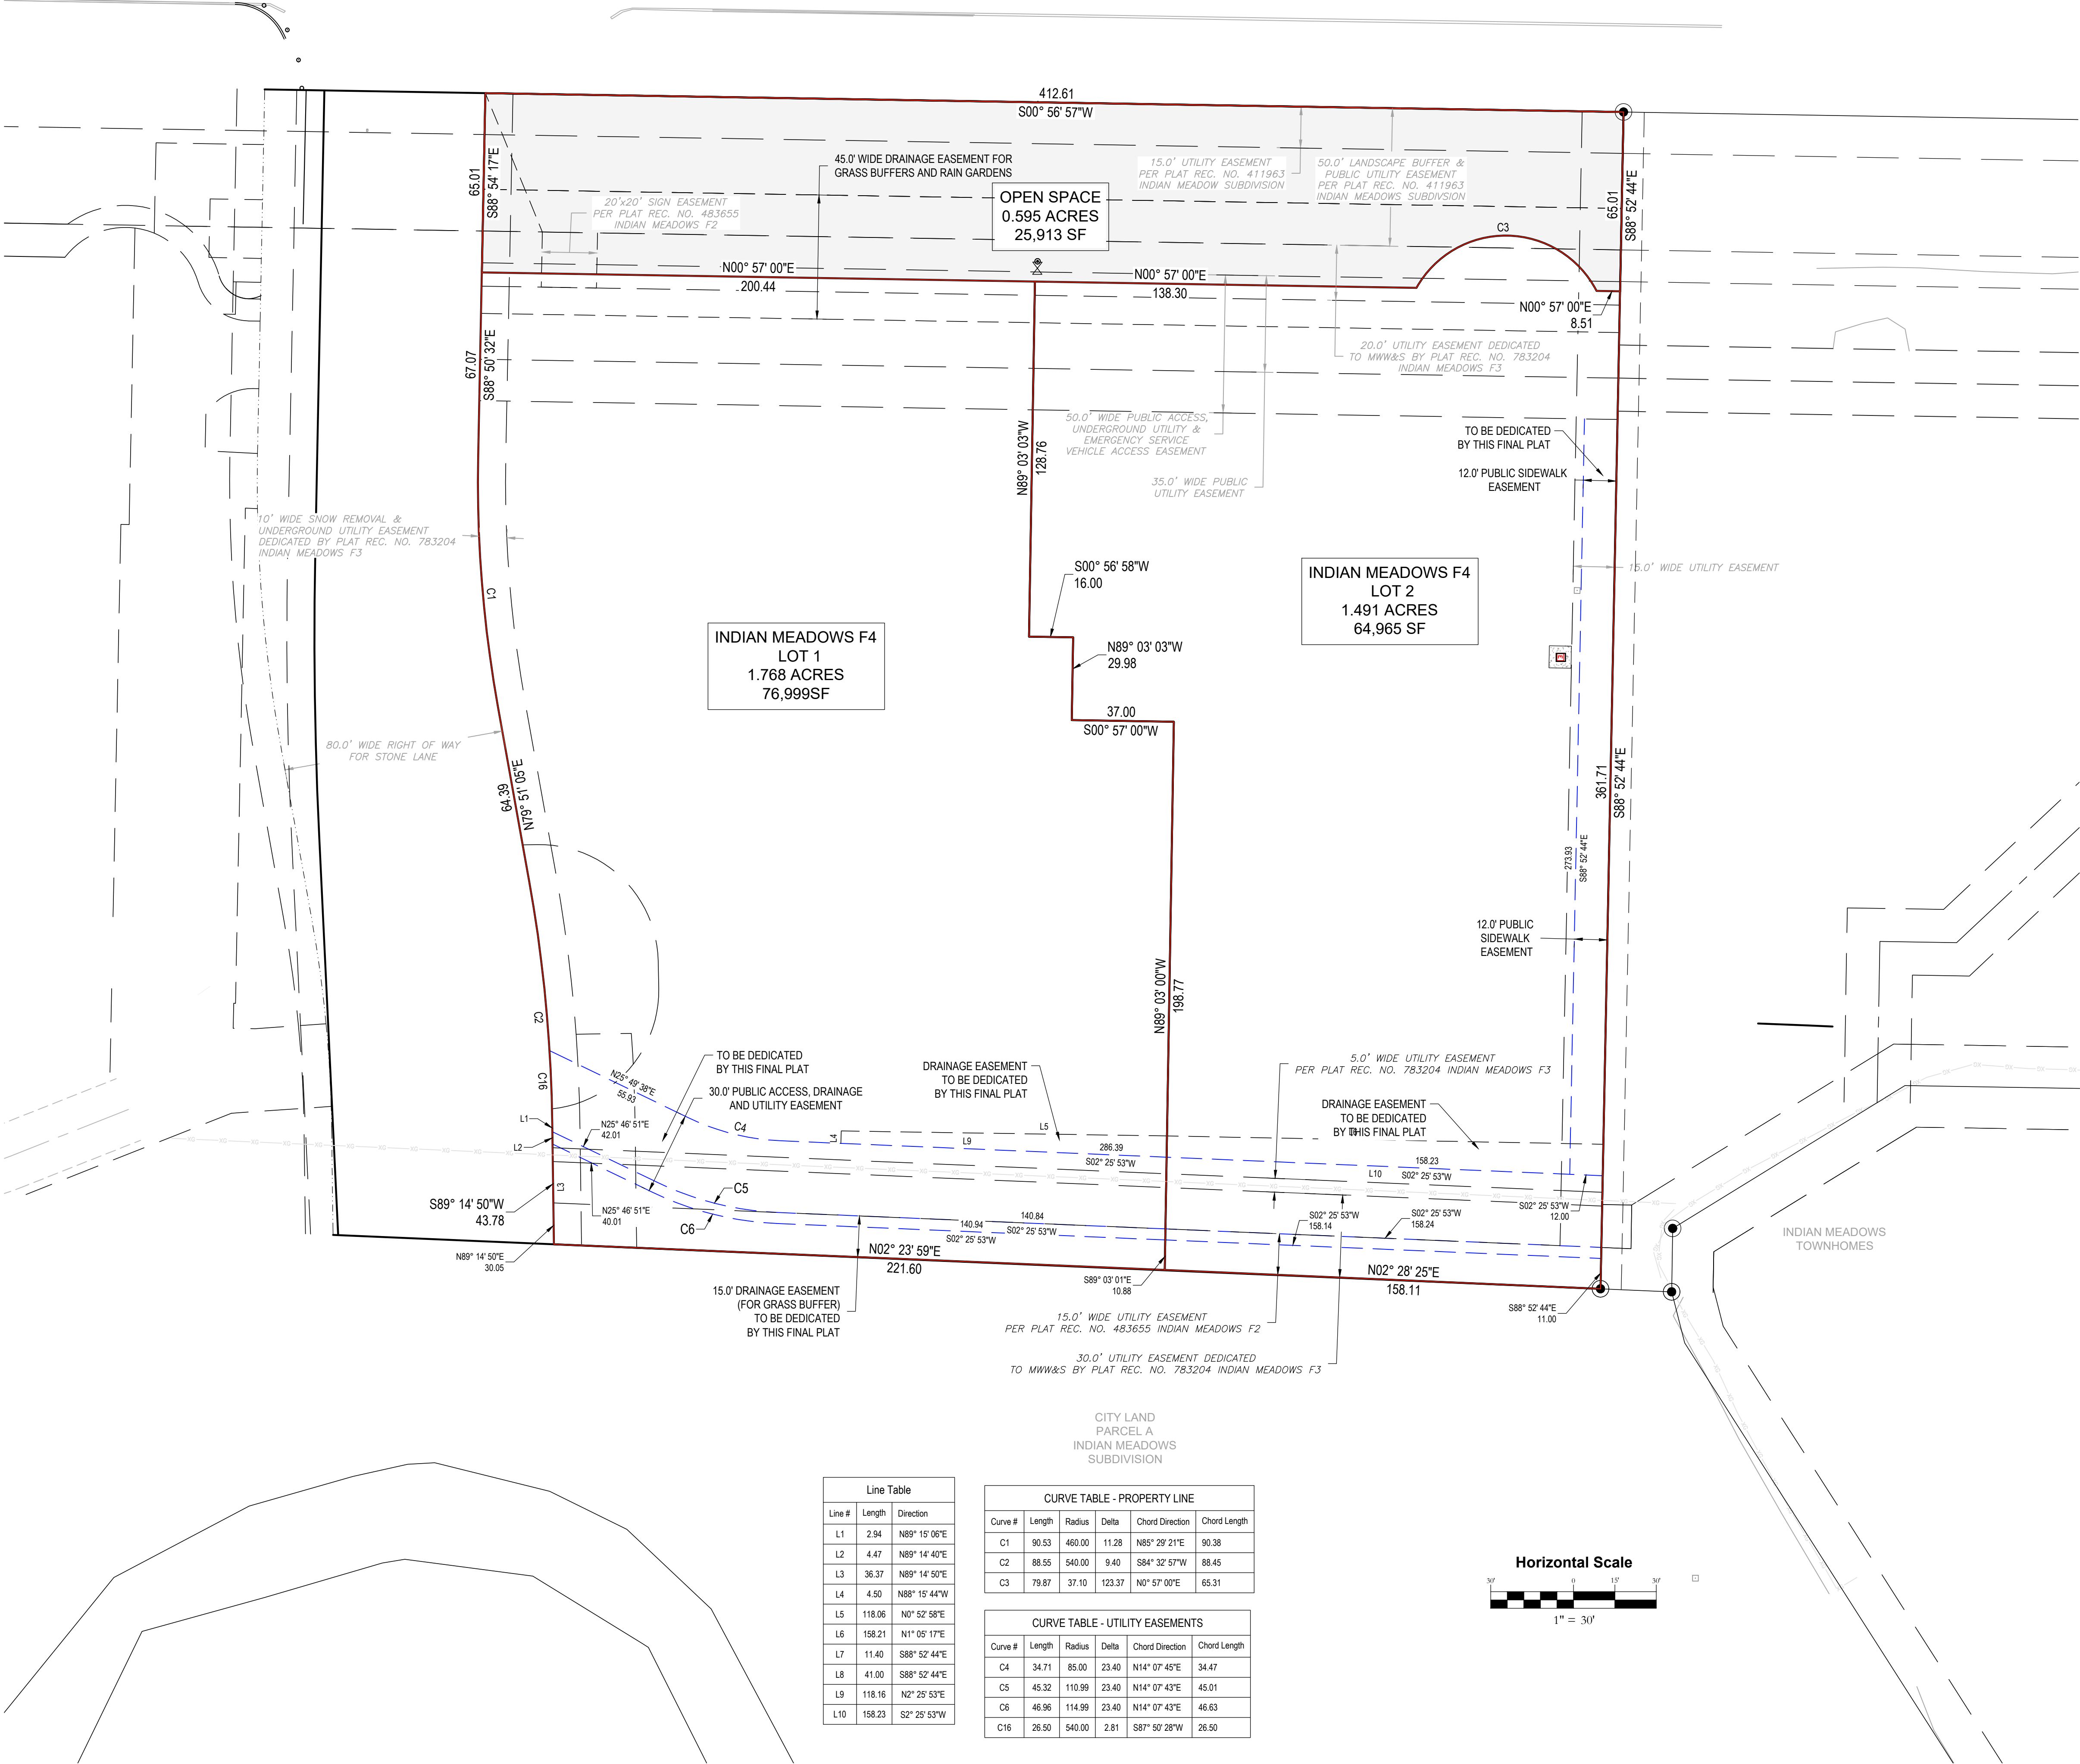 412.61
S00° 56' 57"W
65.01
S88° 54' 17"E
45.0' WIDE DRAINAGE EASEMENT FOR
GRASS BUFFERS AND RAIN GARDENS
15.0' UTILITY EASEMENT
PER PLAT REC. NO. 411963
INDIAN MEADOW SUBDIVISION
50.0' LANDSCAPE BUFFER &
PUBLIC UTILITY EASEMENT
PER PLAT REC. NO. 411963
INDIAN MEADOWS SUBDIVSION
65.01
S88° 52' 44"E
20'x20' SIGN EASEMENT
PER PLAT REC. NO. 483655
INDIAN MEADOWS F2
OPEN SPACE
0.595 ACRES
25,913 SF
C3
N00° 57' 00"E
200.44
N00° 57' 00"E
138.30
N00° 57' 00"E
8.51
67.07
S88° 50' 32"E
20.0' UTILITY EASEMENT DEDICATED
TO MWW&S BY PLAT REC. NO. 783204
INDIAN MEADOWS F3
50.0' WIDE PUBLIC ACCESS,
UNDERGROUND UTILITY &
EMERGENCY SERVICE
VEHICLE ACCESS EASEMENT
N89° 03' 03"W
128.76
35.0' WIDE PUBLIC
UTILITY EASEMENT
TO BE DEDICATED
BY THIS FINAL PLAT
12.0' PUBLIC SIDEWALK
EASEMENT
10' WIDE SNOW REMOVAL &
UNDERGROUND UTILITY EASEMENT
DEDICATED BY PLAT REC. NO. 783204
INDIAN MEADOWS F3
C1
S00° 56' 58"W
16.00
INDIAN MEADOWS F4
LOT 2
1.491 ACRES
64,965 SF
15.0' WIDE UTILITY EASEMENT
INDIAN MEADOWS F4
LOT 1
1.768 ACRES
76,999SF
N89° 03' 03"W
29.98
37.00
S00° 57' 00"W
80.0' WIDE RIGHT OF WAY
FOR STONE LANE
64.39
N79° 51' 05"E
361.71
S88° 52' 44"E
273.93
S88° 52' 44"E
12.0' PUBLIC
SIDEWALK
EASEMENT
N89° 03' 00"W
198.77
C2
C16
TO BE DEDICATED
BY THIS FINAL PLAT
30.0' PUBLIC ACCESS, DRAINAGE
AND UTILITY EASEMENT
DRAINAGE EASEMENT
TO BE DEDICATED
BY THIS FINAL PLAT
5.0' WIDE UTILITY EASEMENT
PER PLAT REC. NO. 783204 INDIAN MEADOWS F3
DRAINAGE EASEMENT
TO BE DEDICATED
BY THIS FINAL PLAT
N25° 49' 38"E
55.93
L1
L2
N25° 46' 51"E
42.01
C4
L4
L5
L9
286.39
S02° 25' 53"W
158.23
L10
S02° 25' 53"W
L3
S89° 14' 50"W
43.78
N25° 46' 51"E
40.01
C5
C6
140.94
S02° 25' 53"W
140.84
S02° 25' 53"W
S02° 25' 53"W
158.14
S02° 25' 53"W
158.24
S02° 25' 53"W
12.00
N89° 14' 50"E
30.05
N02° 23' 59"E
221.60
S89° 03' 01"E
10.88
N02° 28' 25"E
158.11
S88° 52' 44"E
11.00
INDIAN MEADOWS
TOWNHOMES
15.0' DRAINAGE EASEMENT
(FOR GRASS BUFFER)
TO BE DEDICATED
BY THIS FINAL PLAT
15.0' WIDE UTILITY EASEMENT
PER PLAT REC. NO. 483655 INDIAN MEADOWS F2
30.0' UTILITY EASEMENT DEDICATED
TO MWW&S BY PLAT REC. NO. 783204 INDIAN MEADOWS F3
CITY LAND
PARCEL A
INDIAN MEADOWS
SUBDIVISION
Line Table
Line # Length Direction
L1 2.94 N89° 15' 06"E
L2 4.47 N89° 14' 40"E
L3 36.37 N89° 14' 50"E
L4 4.50 N88° 15' 44"W
L5 118.06 N0° 52' 58"E
L6 158.21 N1° 05' 17"E
L7 11.40 S88° 52' 44"E
L8 41.00 S88° 52' 44"E
L9 118.16 N2° 25' 53"E
L10 158.23 S2° 25' 53"W
CURVE TABLE - PROPERTY LINE
Curve # Length Radius Delta Chord Direction Chord Length
C1 90.53 460.00 11.28 N85° 29' 21"E 90.38
C2 88.55 540.00 9.40 S84° 32' 57"W 88.45
C3 79.87 37.10 123.37 N0° 57' 00"E 65.31
CURVE TABLE - UTILITY EASEMENTS
Curve # Length Radius Delta Chord Direction Chord Length
C4 34.71 85.00 23.40 N14° 07' 45"E 34.47
C5 45.32 110.99 23.40 N14° 07' 43"E 45.01
C6 46.96 114.99 23.40 N14° 07' 43"E 46.63
C16 26.50 540.00 2.81 S87° 50' 28"W 26.50
Horizontal Scale
30' 0 15' 30'
1" = 30'